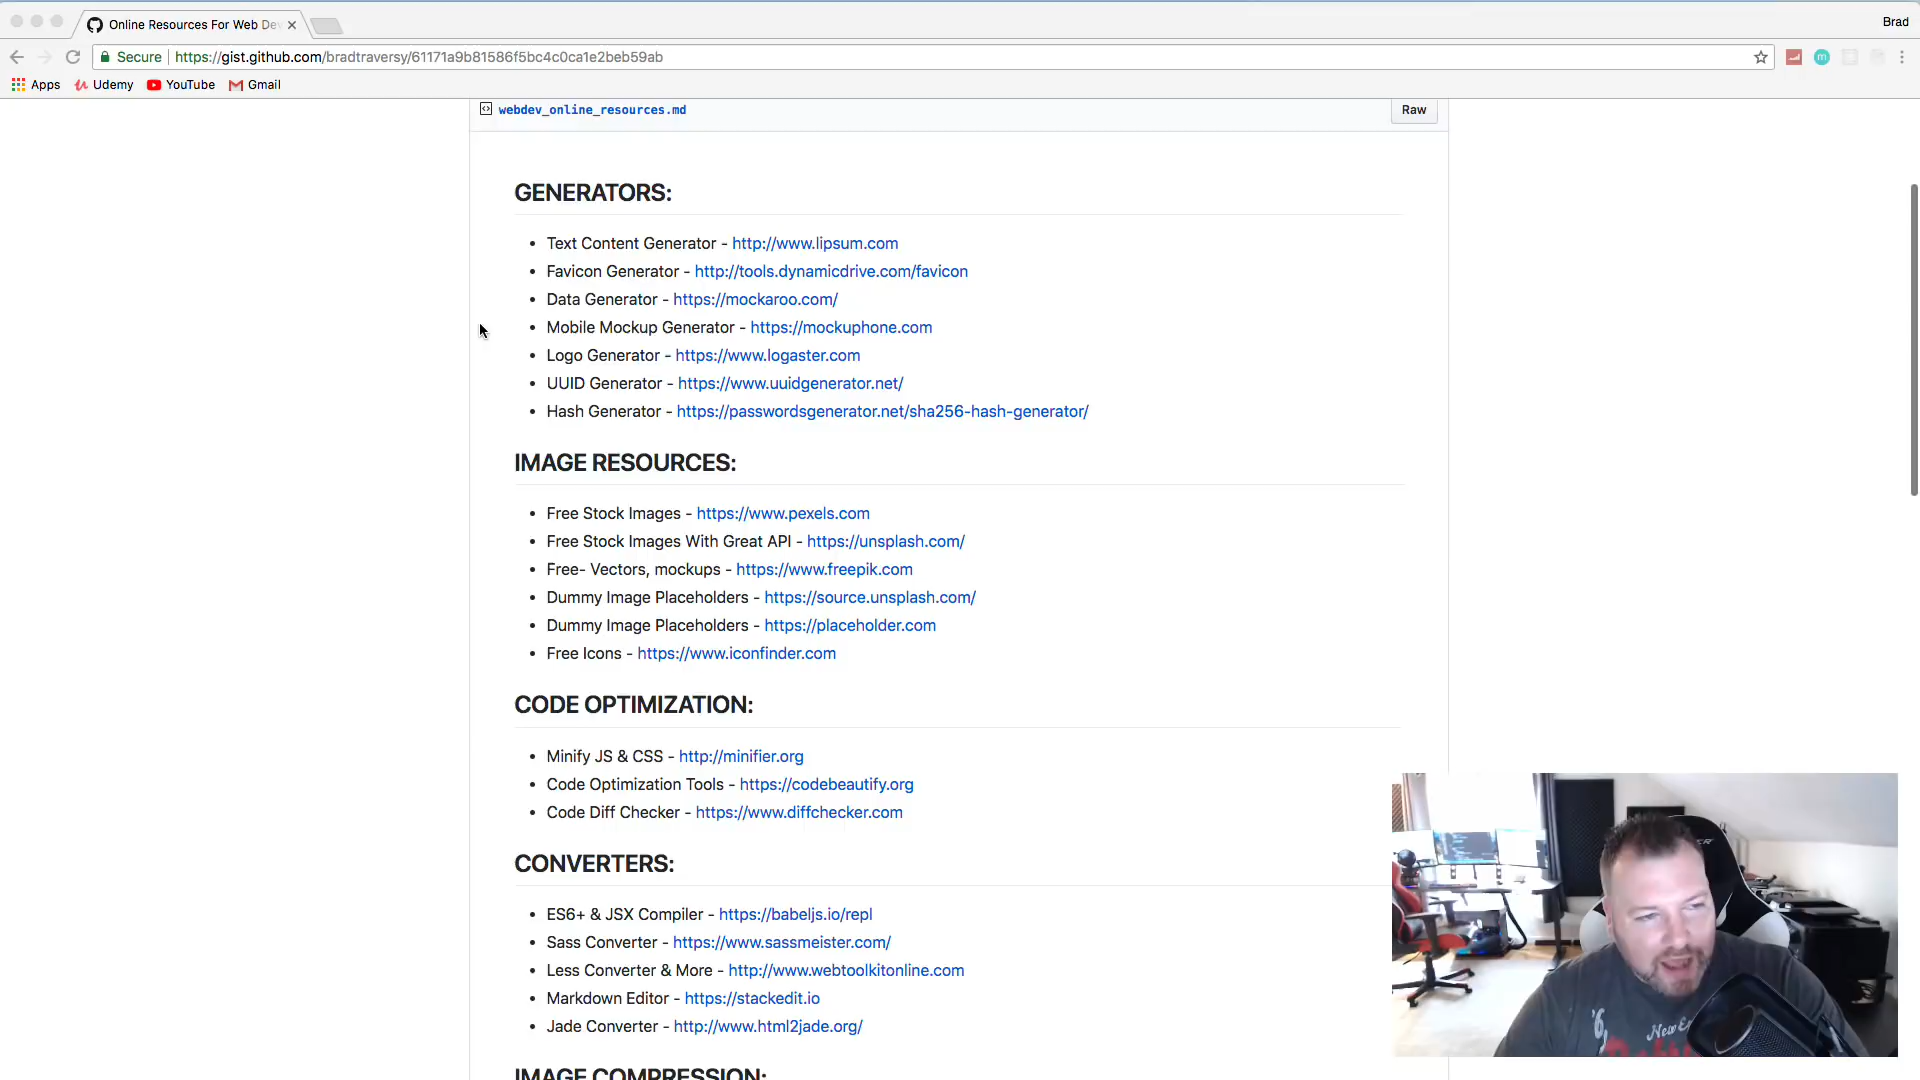 Online Resources For Web De
Brad
Secure
https://gist.github.com/bradtraversy/61171a9b81586f5bc4c0ca1e2beb59ab
Apps
Udemy
YouTube
Gmail
webdev_online_resources.md
Raw
GENERATORS:
• Text Content Generator - http://www.lipsum.com
• Favicon Generator - http://tools.dynamicdrive.com/favicon
• Data Generator - https://mockaroo.com/
• Mobile Mockup Generator - https://mockuphone.com
• Logo Generator - https://www.logaster.com
• UUID Generator - https://www.uuidgenerator.net/
• Hash Generator - https://passwordsgenerator.net/sha256-hash-generator/
IMAGE RESOURCES:
• Free Stock Images - https://www.pexels.com
• Free Stock Images With Great API - https://unsplash.com/
• Free- Vectors, mockups - https://www.freepik.com
• Dummy Image Placeholders - https://source.unsplash.com/
• Dummy Image Placeholders - https://placeholder.com
• Free Icons - https://www.iconfinder.com
CODE OPTIMIZATION:
• Minify JS & CSS - http://minifier.org
• Code Optimization Tools - https://codebeautify.org
• Code Diff Checker - https://www.diffchecker.com
CONVERTERS:
• ES6+ & JSX Compiler - https://babeljs.io/repl
• Sass Converter - https://www.sassmeister.com/
• Less Converter & More - http://www.webtoolkitonline.com
• Markdown Editor - https://stackedit.io
• Jade Converter - http://www.html2jade.org/
IMAGE COMPRESSION: